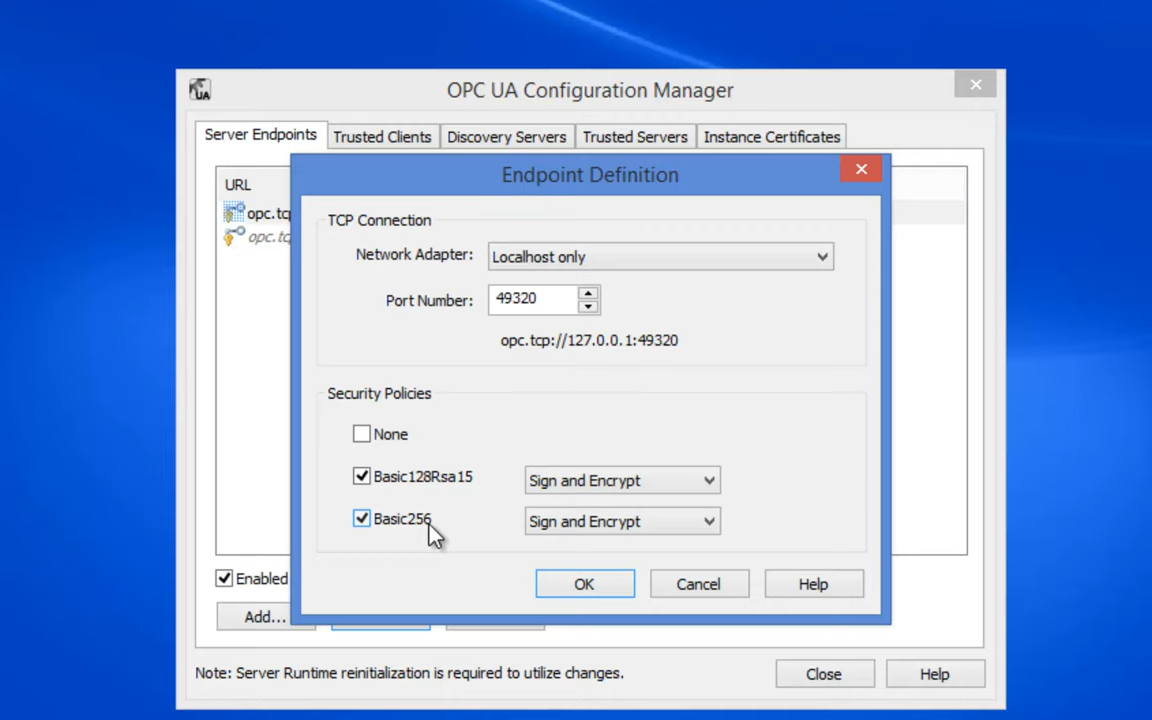 UA
OPC UA Configuration Manager
Server Endpoints
Trusted Clients
Discovery Servers
Trusted Servers
Instance Certificates
URL
opc.tcp
opc.tc
Endpoint Definition
TCP Connection
Network Adapter:
Localhost only
Port Number:
49320
opc.tcp://127.0.0.1:49320
Security Policies
None
Basic128Rsa15
Sign and Encrypt
Basic256
Sign and Encrypt
OK
Cancel
Help
Enabled
Add...
Note: Server Runtime reinitialization is required to utilize changes.
Close
Help